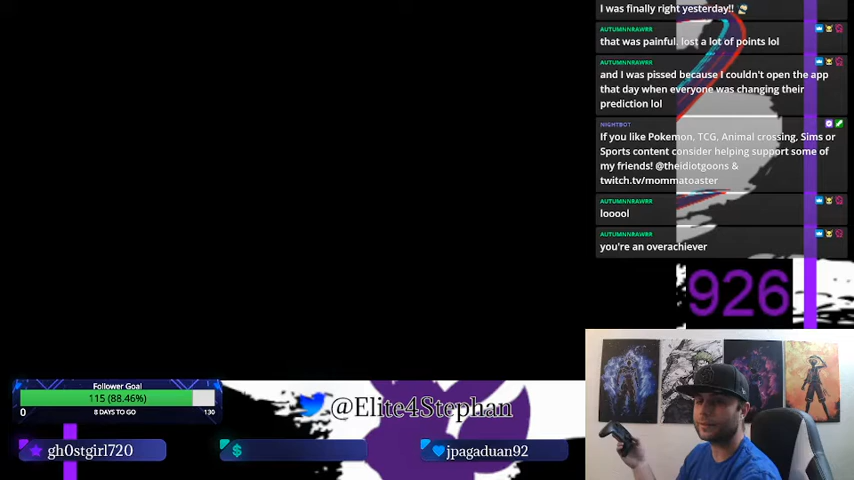 I was finally right yesterday!!
AUTUMNNRAWRR
that was painful, lost a lot of points lol
AUTUMNNRAWRR
and I was pissed because I couldn't open the app
that day when everyone was changing their
prediction lol
NIGHTBOT
If you like Pokemon, TCG, Animal crossing, Sims or
Sports content consider helping support some of
my friends! @theidiotgoons &
twitch.tv/mommatoaster
AUTUMNNRAWRR
looool
AUTUMNNRAWRR
you're an overachiever
926
Follower Goal
115 (88.46%)
0
8 DAYS TO GO
130
@Elite4Stephan
gh0stgirl720
$
jpagaduan92